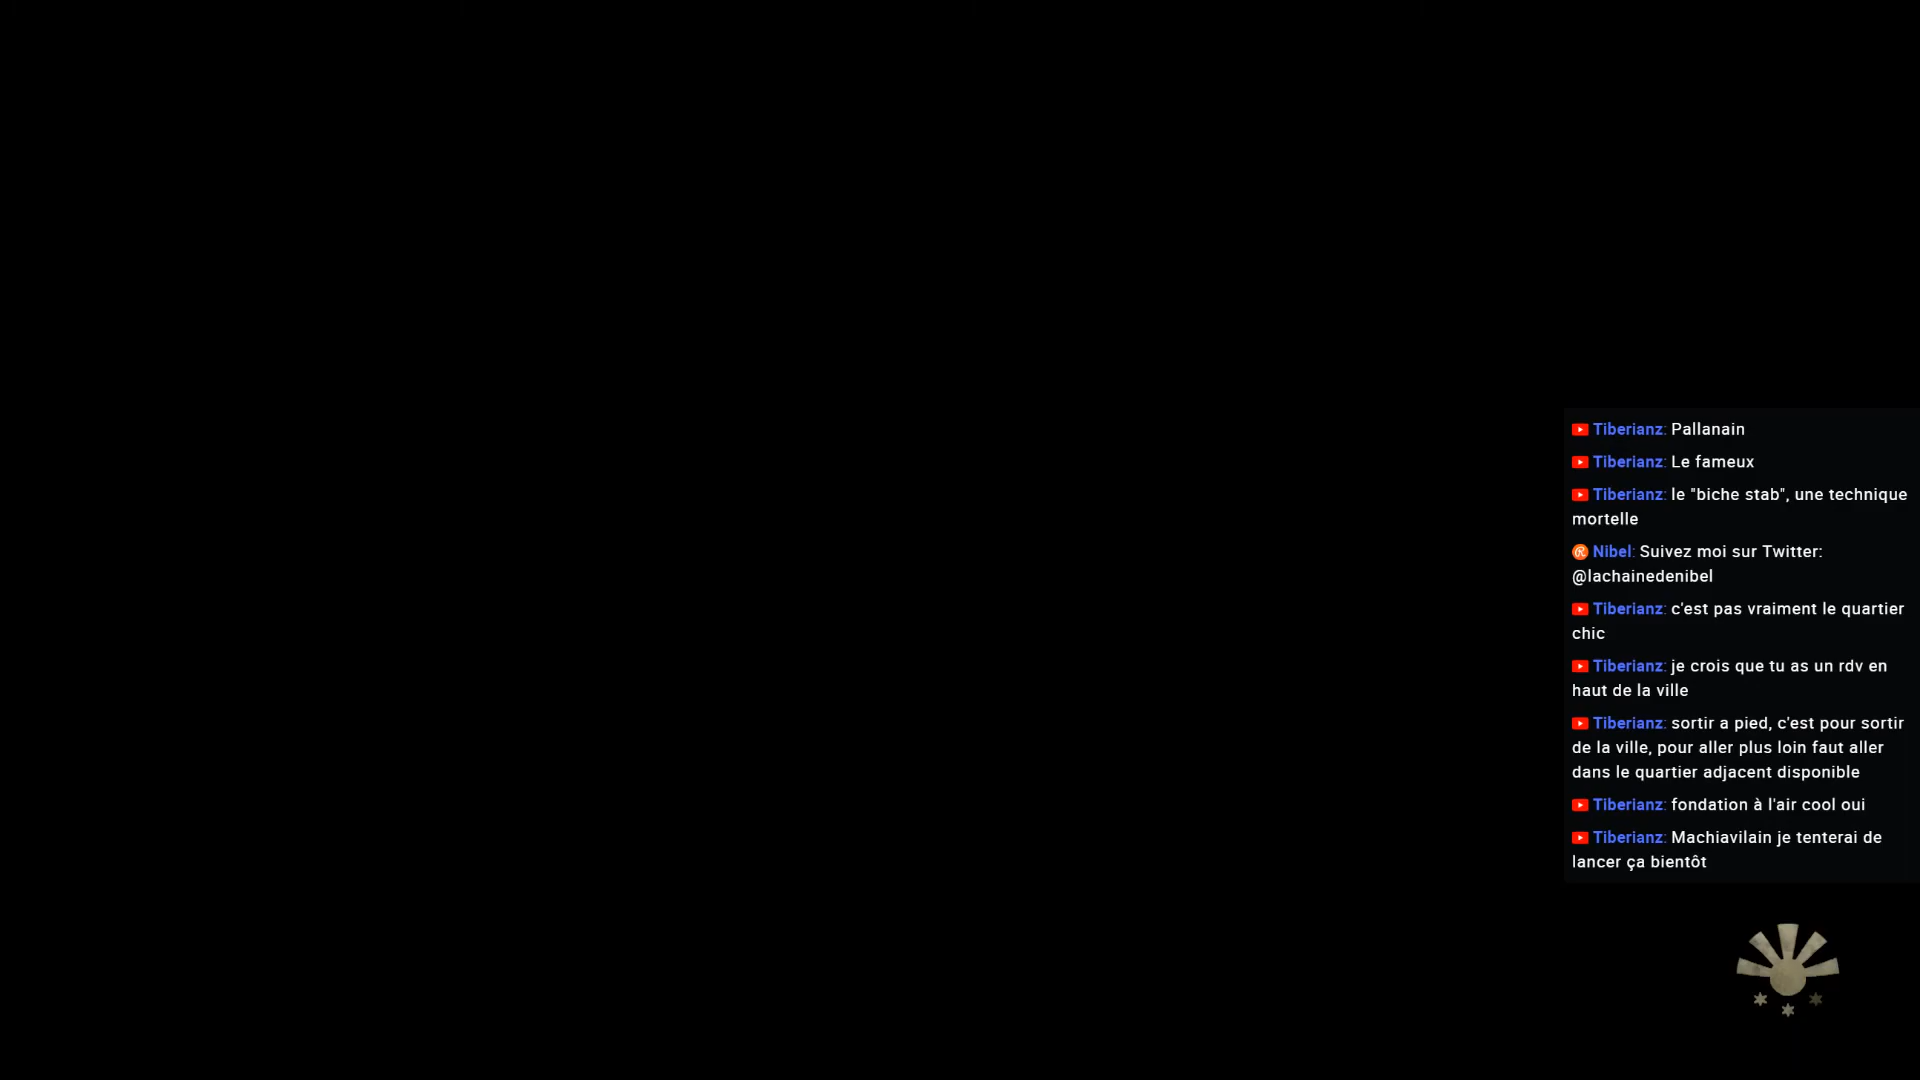 Tiberianz: Pallanain
Tiberianz: Le fameux
Tiberianz: le "biche stab", une technique
mortelle
Nibel: Suivez moi sur Twitter:
@lachainedenibel
Tiberianz: c'est pas vraiment le quartier
chic
Tiberianz: je crois que tu as un rdv en
haut de la ville
Tiberianz: sortir a pied, c'est pour sortir
de la ville, pour aller plus loin faut aller
dans le quartier adjacent disponible
Tiberianz: fondation à l'air cool oui
Tiberianz: Machiavilain je tenterai de
lancer ça bientôt